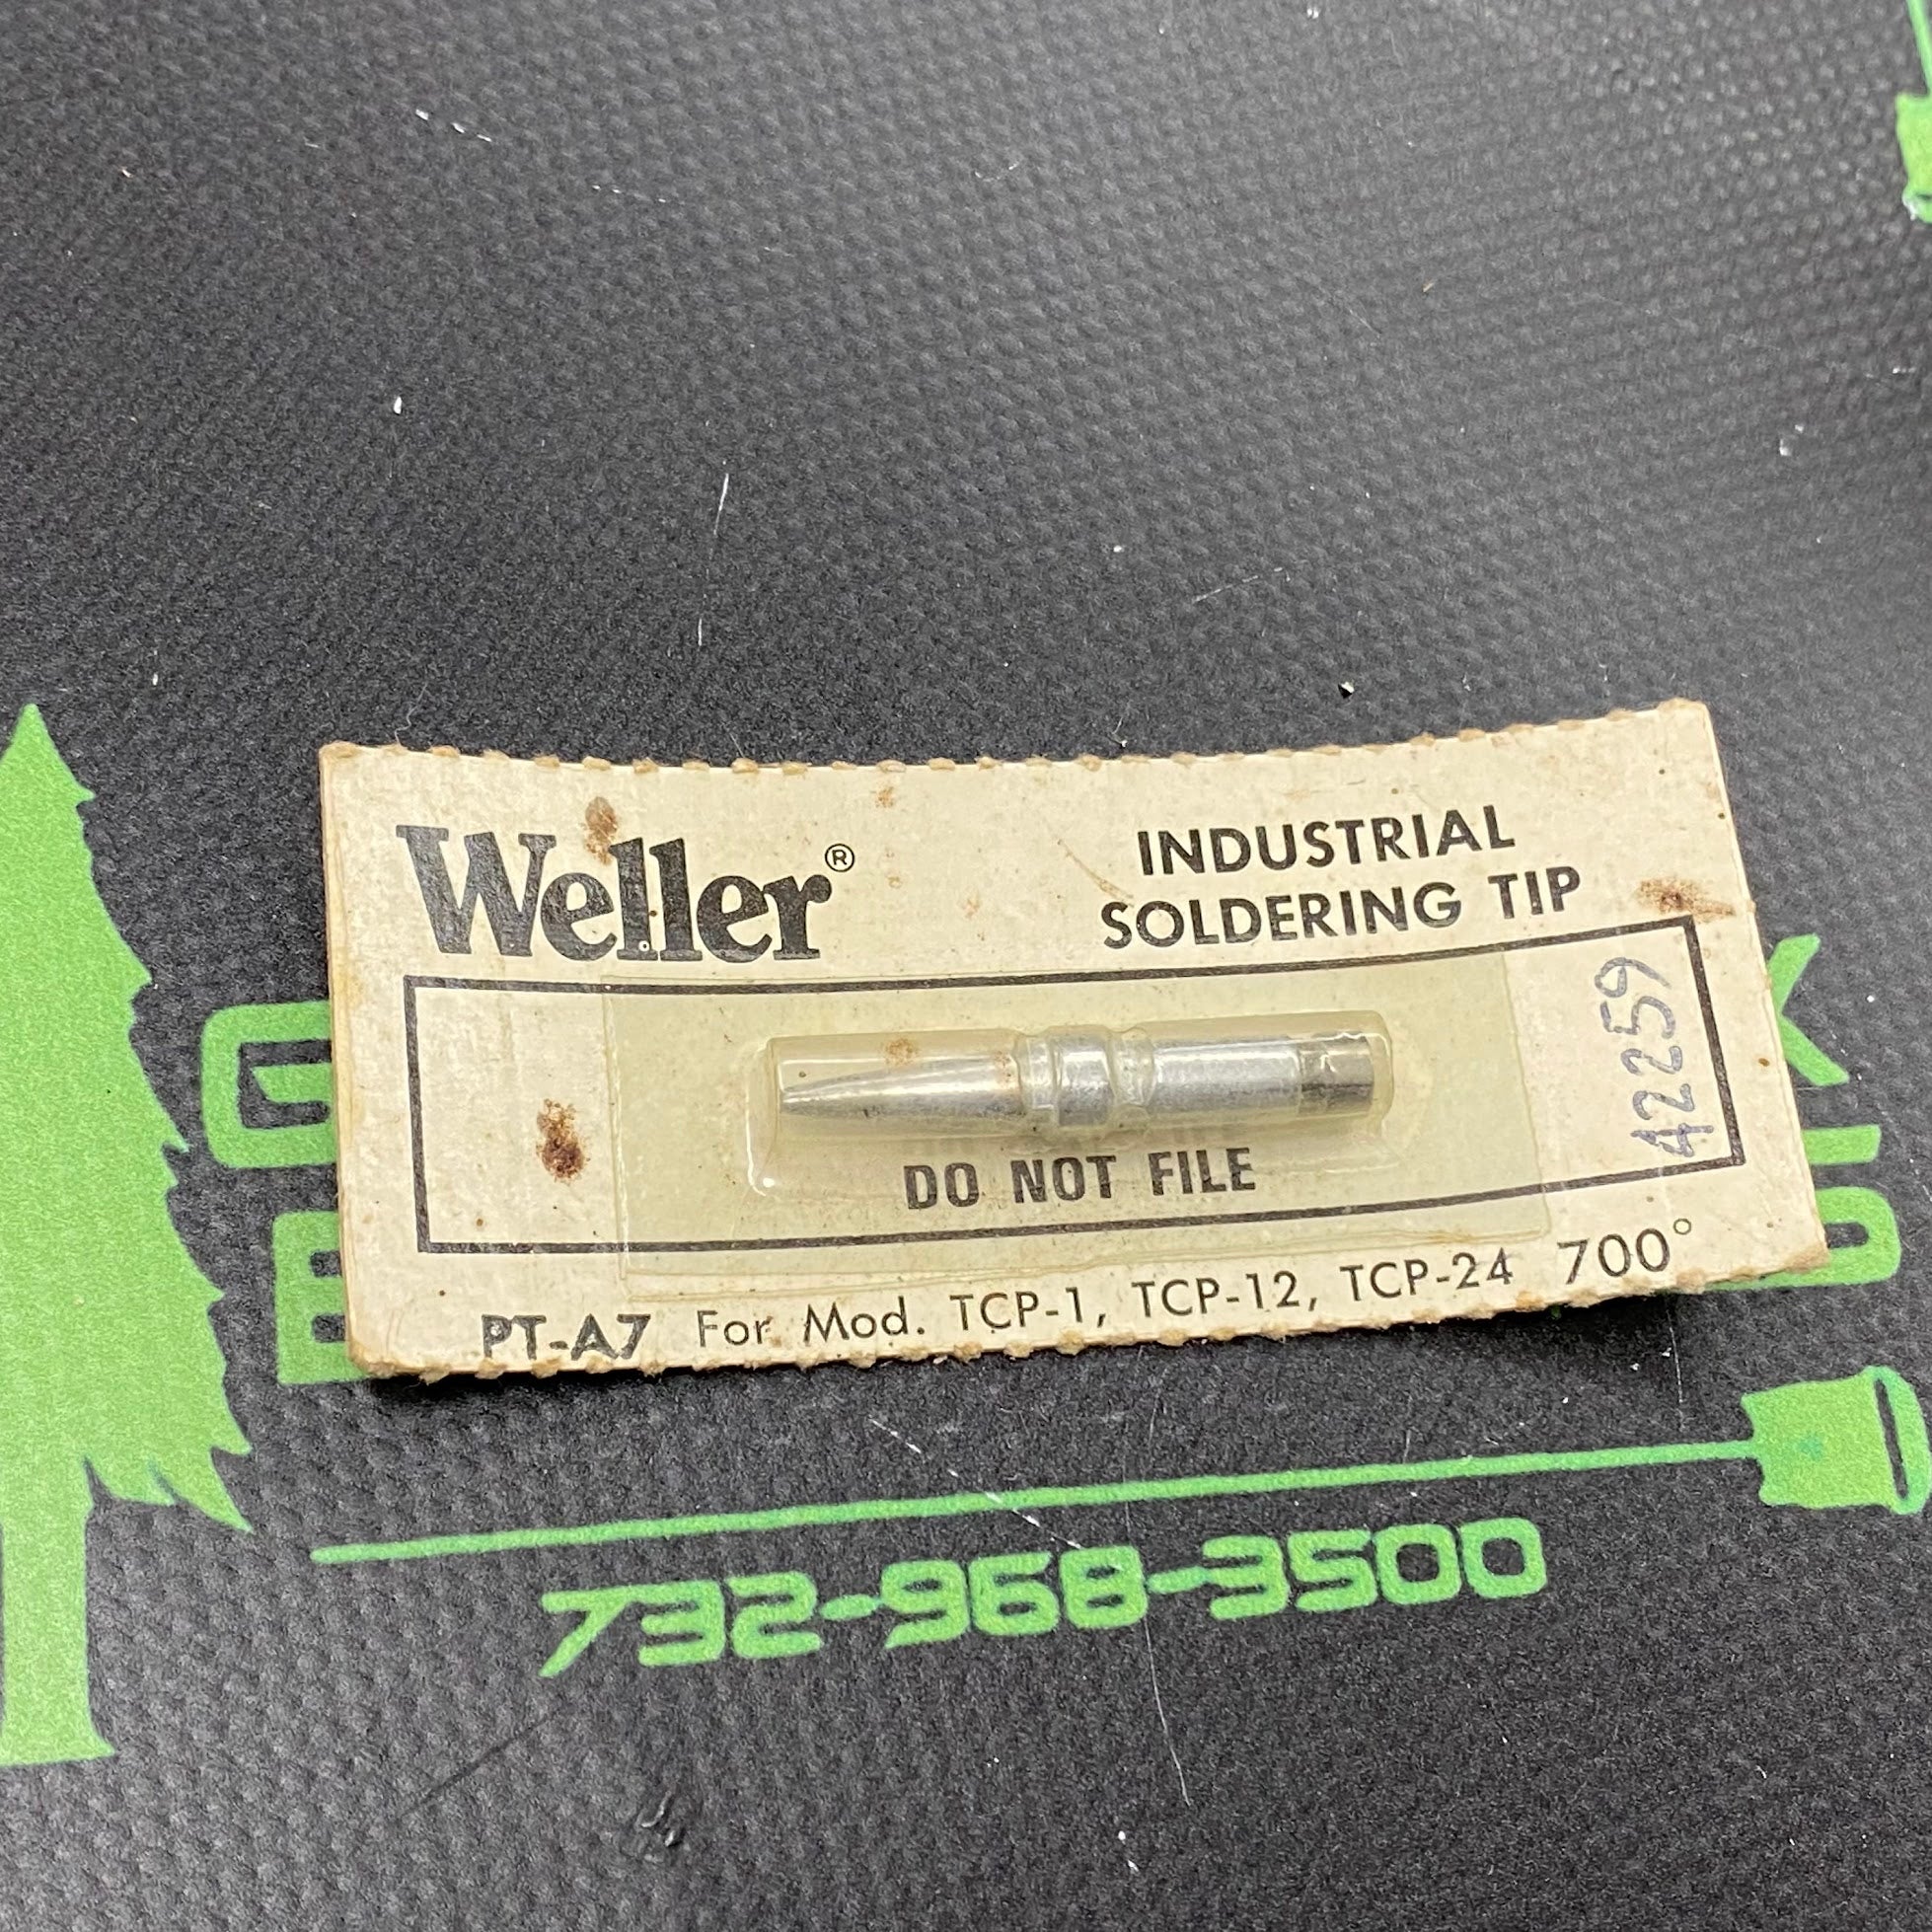 Weller®
INDUSTRIAL
SOLDERING TIP
42259
DO NOT FILE
PT-A7 For Mod. TCP-1, TCP-12, TCP-24 700°
732-968-3500